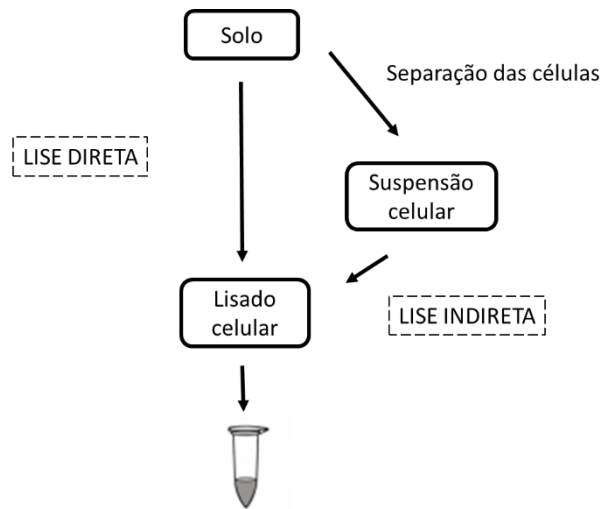 Solo
Separação das células
LISE DIRETA
Suspensão
celular
Lisado
celular
LISE INDIRETA